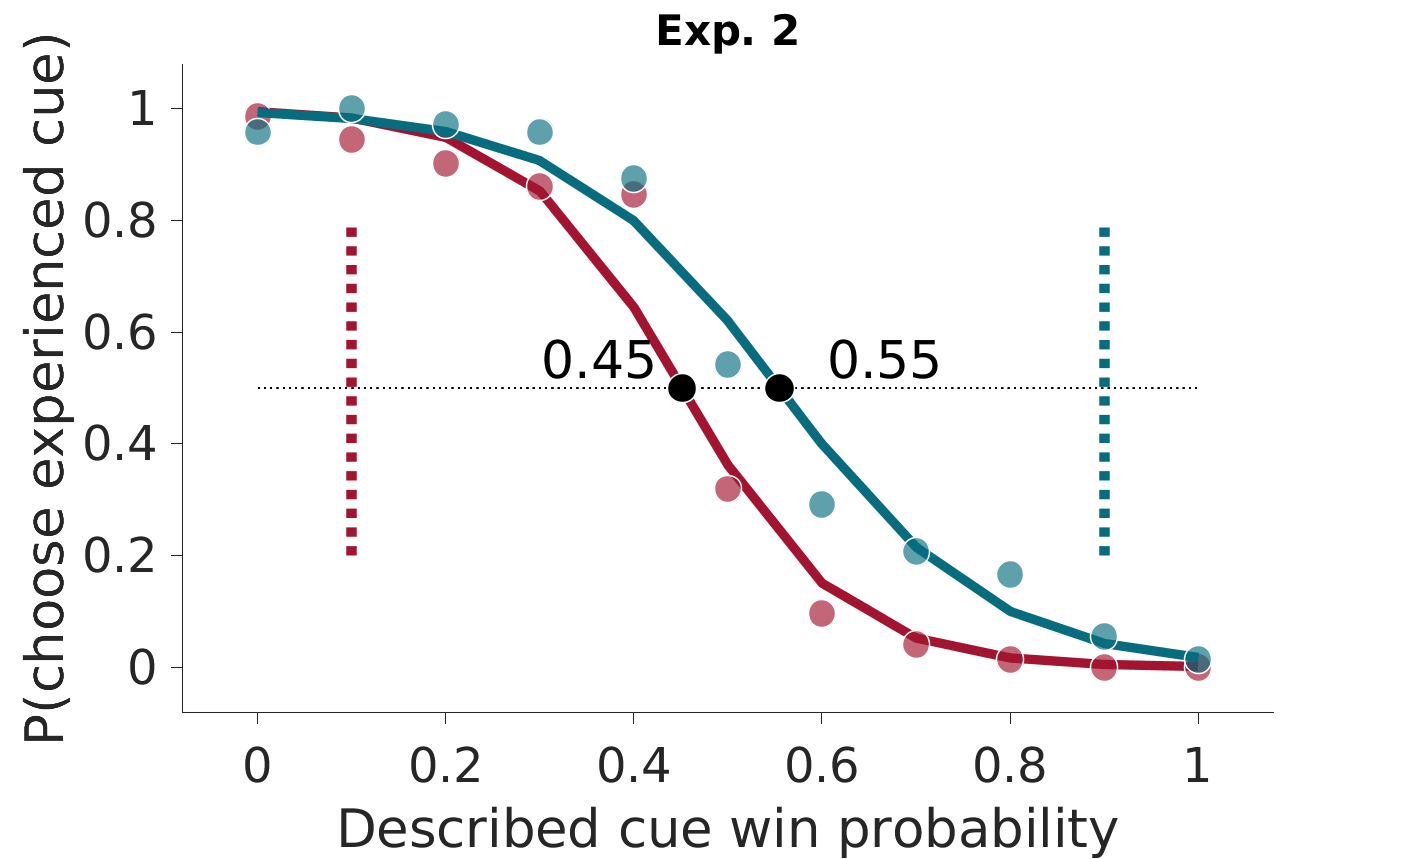 Exp. 2
P(choose experienced cue)
1
0.8
0.6
0.4
0.2
0
0.45
0.55
0 0.2 0.4 0.6 0.8 1
Described cue win probability